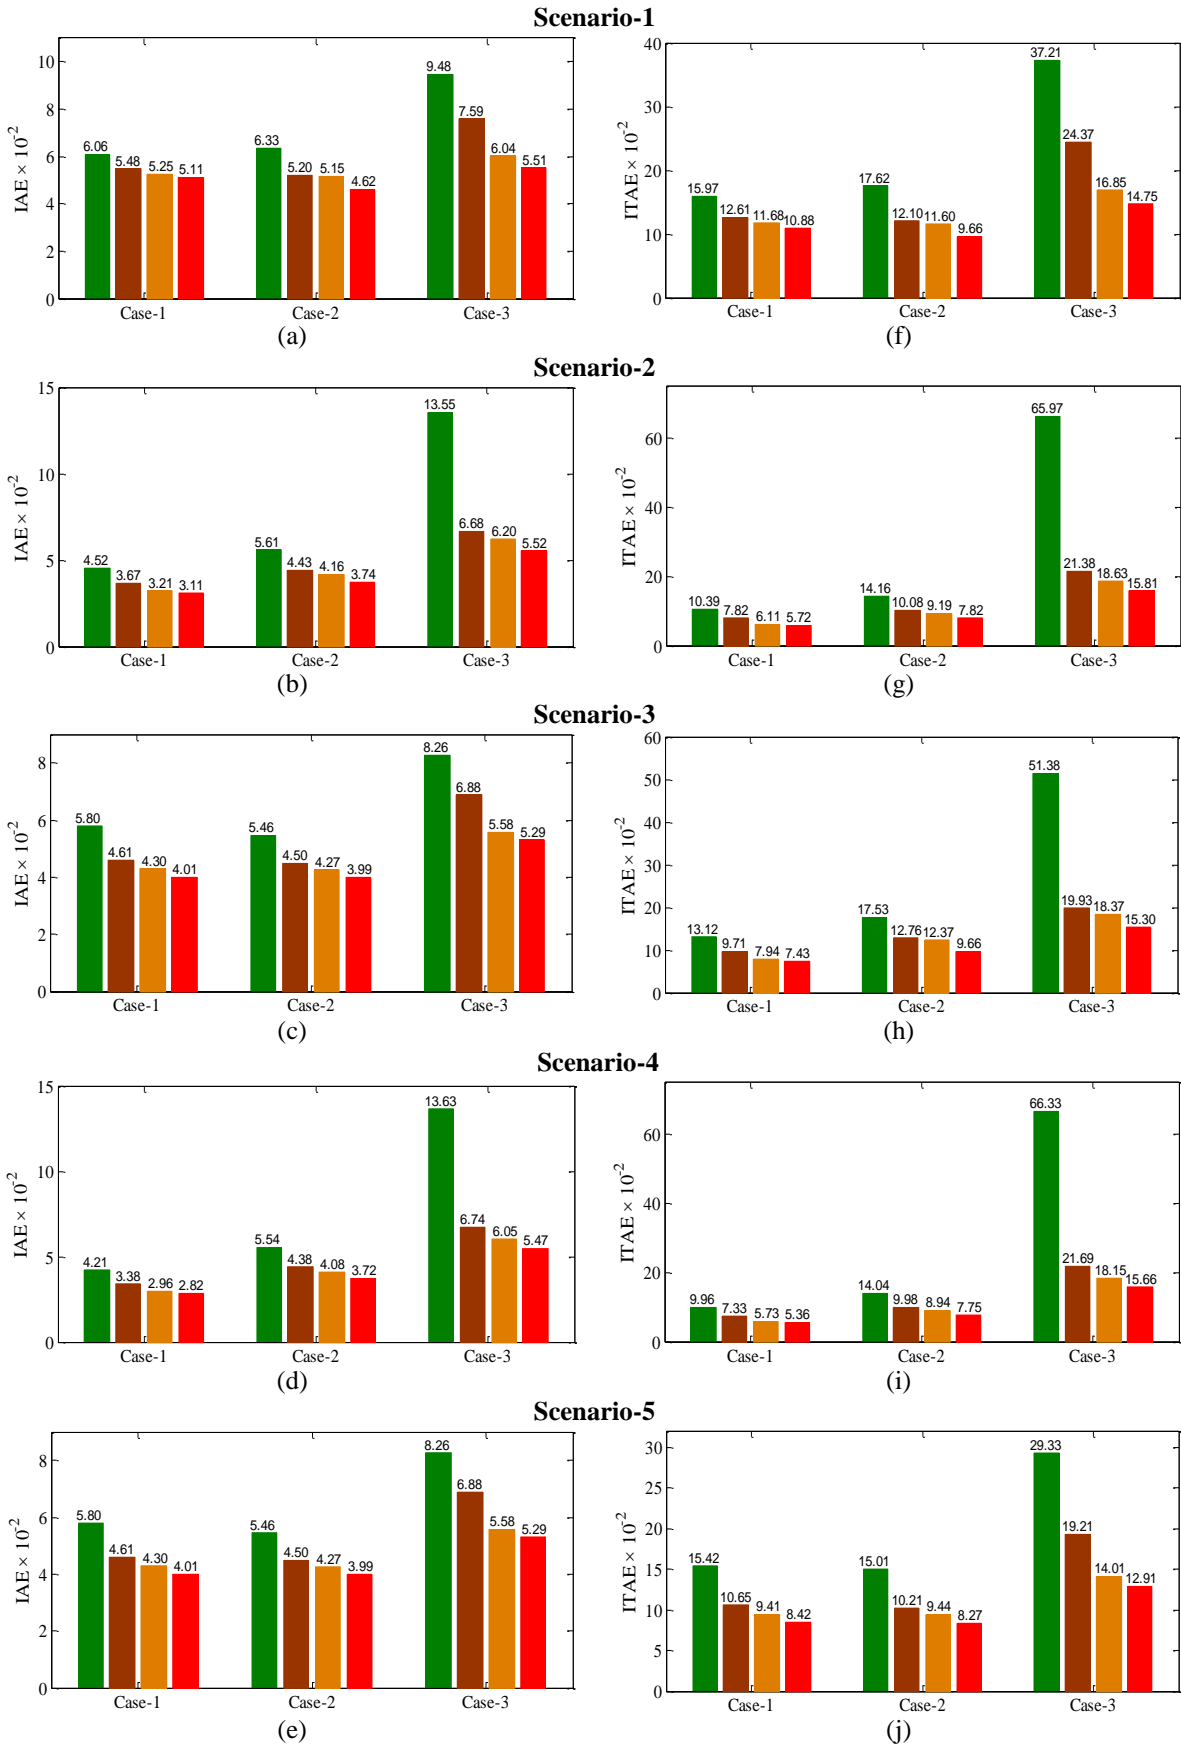 Scenario-1
IAE × 10^-2
10
8
6
4
2
0
6.06 5.48 5.25 5.11
6.33 5.20 5.15 4.62
9.48 7.59 6.04 5.51
Case-1 Case-2 Case-3
(a)
ITAE × 10^-2
40
30
20
10
0
15.97 12.61 11.68 10.88
17.62 12.10 11.60 9.66
37.21 24.37 16.85 14.75
Case-1 Case-2 Case-3
(f)
Scenario-2
IAE × 10^-2
15
10
5
0
4.52 3.67 3.21 3.11
5.61 4.43 4.16 3.74
13.55 6.68 6.20 5.52
Case-1 Case-2 Case-3
(b)
ITAE × 10^-2
60
40
20
0
10.39 7.82 6.11 5.72
14.16 10.08 9.19 7.82
65.97 21.38 18.63 15.81
Case-1 Case-2 Case-3
(g)
Scenario-3
IAE × 10^-2
8
6
4
2
0
5.80 4.61 4.30 4.01
5.46 4.50 4.27 3.99
8.26 6.88 5.58 5.29
Case-1 Case-2 Case-3
(c)
ITAE × 10^-2
60
50
40
30
20
10
0
13.12 9.71 7.94 7.43
17.53 12.76 12.37 9.66
51.38 19.93 18.37 15.30
Case-1 Case-2 Case-3
(h)
Scenario-4
IAE × 10^-2
15
10
5
0
4.21 3.38 2.96 2.82
5.54 4.38 4.08 3.72
13.63 6.74 6.05 5.47
Case-1 Case-2 Case-3
(d)
ITAE × 10^-2
60
40
20
0
9.96 7.33 5.73 5.36
14.04 9.98 8.94 7.75
66.33 21.69 18.15 15.66
Case-1 Case-2 Case-3
(i)
Scenario-5
IAE × 10^-2
8
6
4
2
0
5.80 4.61 4.30 4.01
5.46 4.50 4.27 3.99
8.26 6.88 5.58 5.29
Case-1 Case-2 Case-3
(e)
ITAE × 10^-2
30
25
20
15
10
5
0
15.42 10.65 9.41 8.42
15.01 10.21 9.44 8.27
29.33 19.21 14.01 12.91
Case-1 Case-2 Case-3
(j)